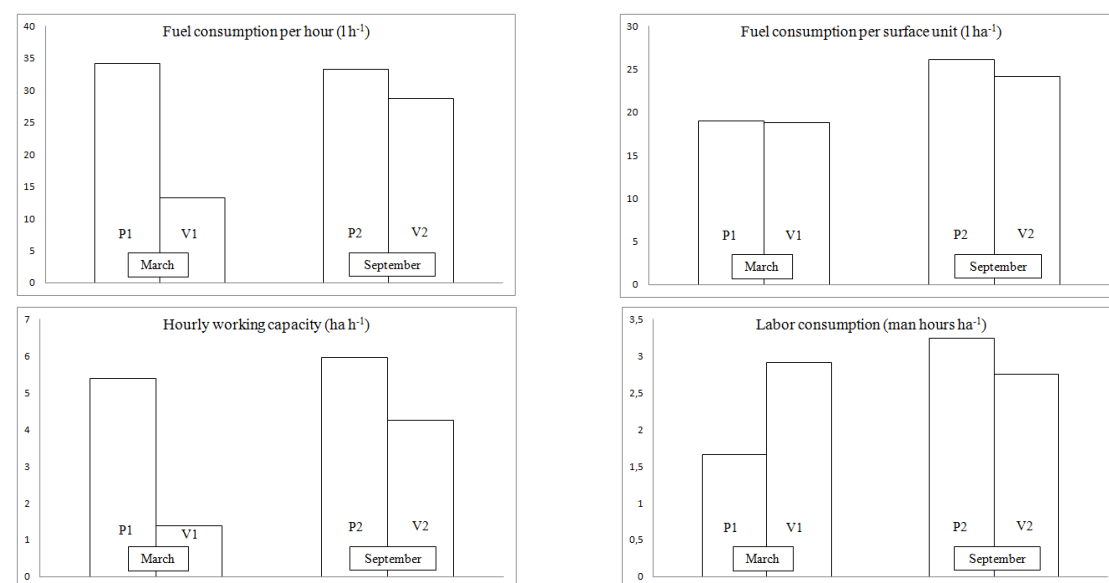 Fuel consumption per hour (l h⁻¹)
40
35
30
25
20
15
10
5
0
P1
V1
March
P2
V2
September
Fuel consumption per surface unit (l ha⁻¹)
30
25
20
15
10
5
0
P1
V1
March
P2
V2
September
Hourly working capacity (ha h⁻¹)
7
6
5
4
3
2
1
0
P1
V1
March
P2
V2
September
Labor consumption (man hours ha⁻¹)
3,5
3
2,5
2
1,5
1
0,5
0
P1
V1
March
P2
V2
September